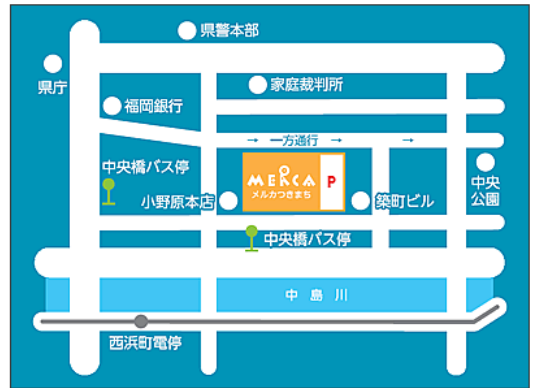 県警本部
県庁
家庭裁判所
福岡銀行
→ 一方通行 → →
中央橋バス停
MERCA
メルカつきまち
P
中央
公園
小野原本店
築町ビル
中央橋バス停
中島川
西浜町電停